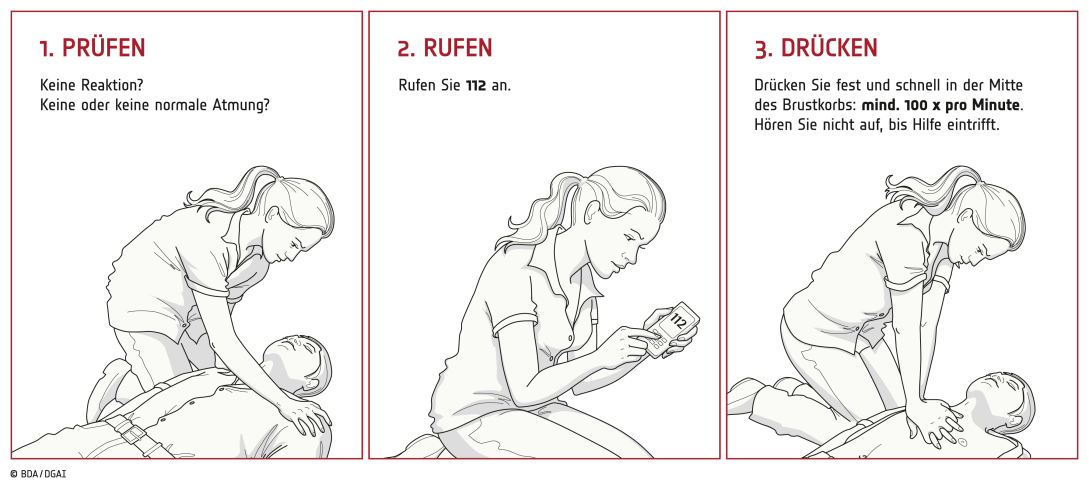 1. PRÜFEN
Keine Reaktion?
Keine oder keine normale Atmung?
2. RUFEN
Rufen Sie 112 an.
112
3. DRÜCKEN
Drücken Sie fest und schnell in der Mitte
des Brustkorbs: mind. 100 x pro Minute.
Hören Sie nicht auf, bis Hilfe eintrifft.
© BDA/DGAI